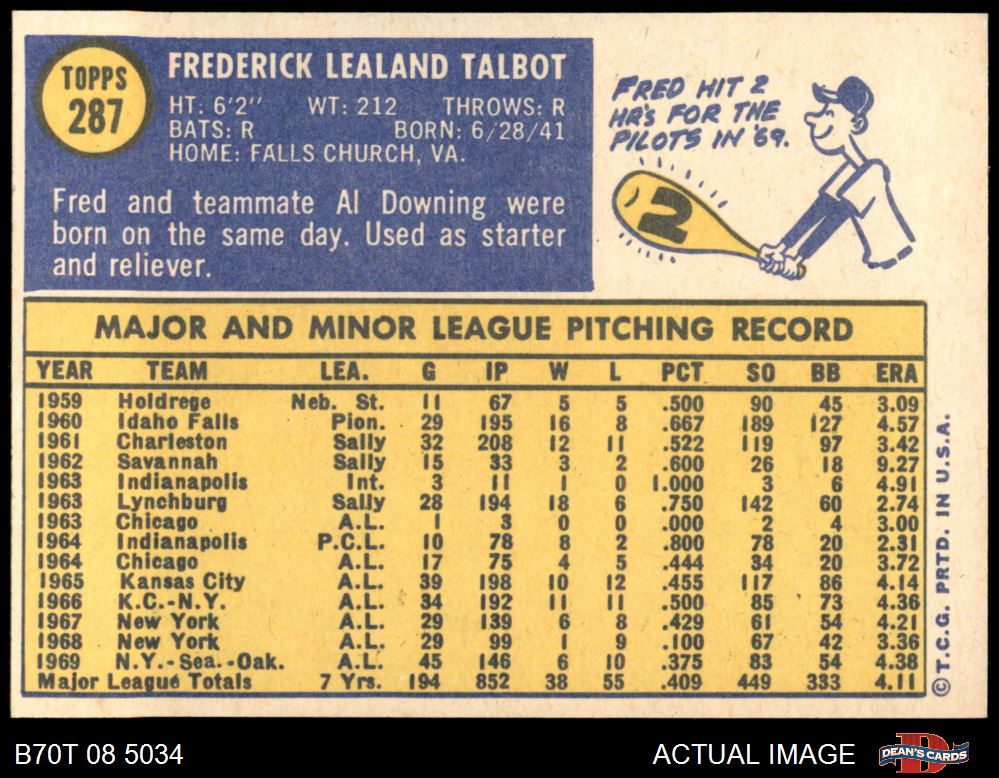 TOPPS
287
FREDERICK LEALAND TALBOT
HT: 6'2" WT: 212 THROWS: R
BATS: R BORN: 6/28/41
HOME: FALLS CHURCH, VA.
Fred and teammate Al Downing were
born on the same day. Used as starter
and reliever.
FRED HIT 2
HR's FOR THE
PILOTS IN '69.
2
MAJOR AND MINOR LEAGUE PITCHING RECORD
YEAR TEAM LEA. G IP W L PCT SO BB ERA
1959 Holdrege Neb. St. 11 67 5 5 .500 90 45 3.09
1960 Idaho Falls Pion. 29 195 16 8 .667 189 127 4.57
1961 Charleston Sally 32 208 12 11 .522 119 97 3.42
1962 Savannah Sally 15 33 3 2 .600 26 18 9.27
1963 Indianapolis Int. 3 11 1 0 1.000 3 6 4.91
1963 Lynchburg Sally 28 194 18 6 .750 142 60 2.74
1963 Chicago A.L. 1 3 0 0 .000 2 4 3.00
1964 Indianapolis P.C.L. 10 78 8 2 .800 78 20 2.31
1964 Chicago A.L. 17 75 4 5 .444 34 20 3.72
1965 Kansas City A.L. 39 198 10 12 .455 117 86 4.14
1966 K.C.-N.Y. A.L. 34 192 11 11 .500 85 73 4.36
1967 New York A.L. 29 139 6 8 .429 61 54 4.21
1968 New York A.L. 29 99 1 9 .100 67 42 3.36
1969 N.Y.-Sea.-Oak. A.L. 45 146 6 10 .375 83 54 4.38
Major League Totals 7 Yrs. 194 852 38 55 .409 449 333 4.11
© T.C.G. PRTD. IN U.S.A.
B70T 08 5034
ACTUAL IMAGE
DEAN'S CARDS